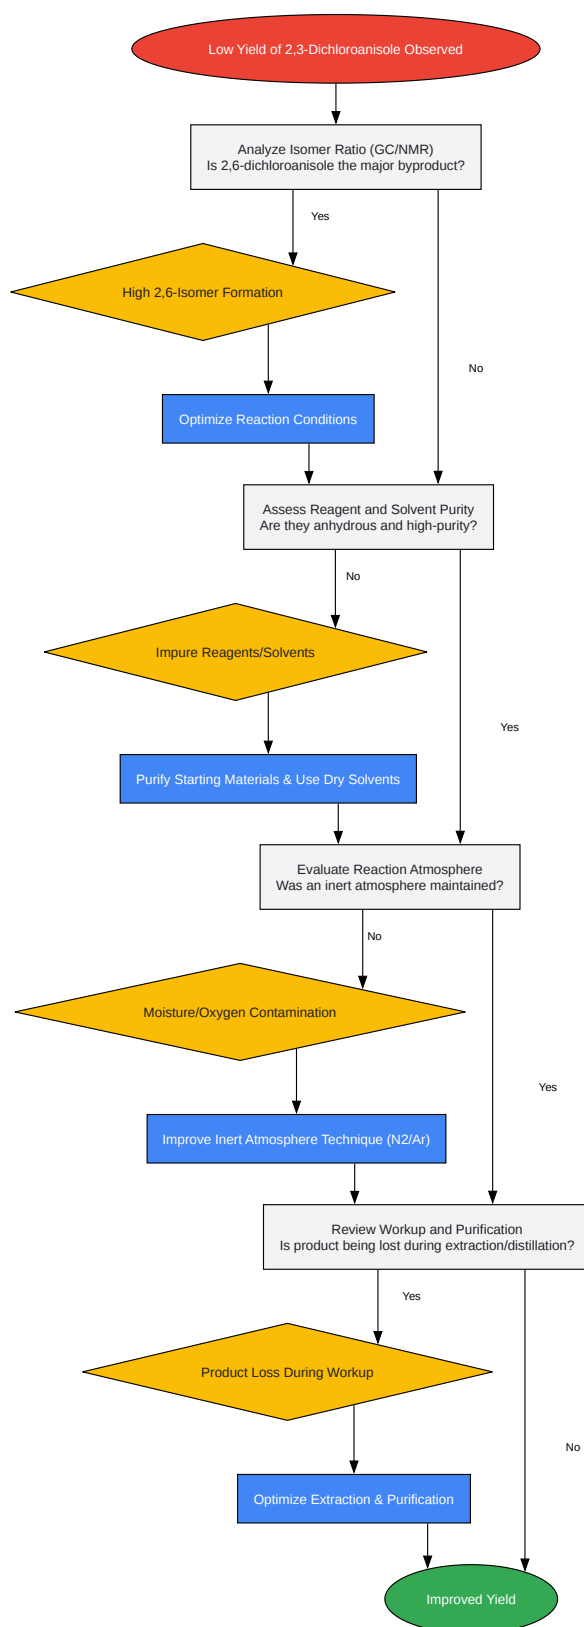 Low Yield of 2,3-Dichloroanisole Observed
Analyze Isomer Ratio (GC/NMR)
Is 2,6-dichloroanisole the major byproduct?
Yes
High 2,6-Isomer Formation
No
Optimize Reaction Conditions
Assess Reagent and Solvent Purity
Are they anhydrous and high-purity?
No
Impure Reagents/Solvents
Yes
Purify Starting Materials & Use Dry Solvents
Evaluate Reaction Atmosphere
Was an inert atmosphere maintained?
No
Moisture/Oxygen Contamination
Yes
Improve Inert Atmosphere Technique (N2/Ar)
Review Workup and Purification
Is product being lost during extraction/distillation?
Yes
Product Loss During Workup
No
Optimize Extraction & Purification
Improved Yield